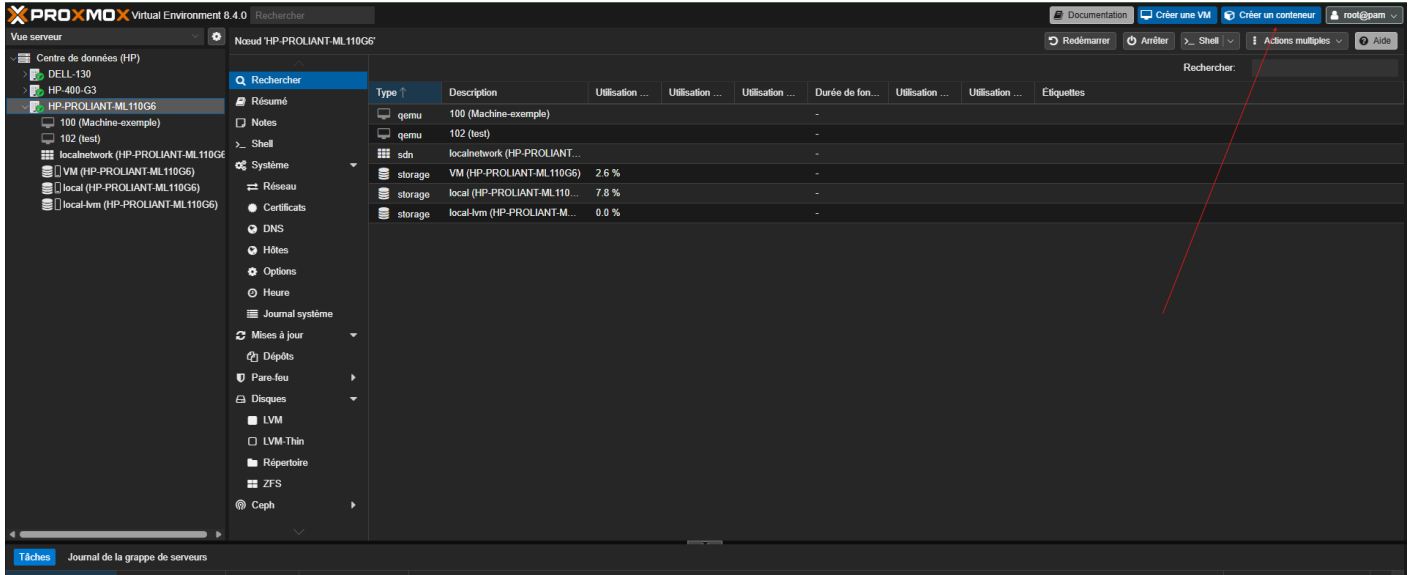 PROXMOX Virtual Environment 8.4.0 Rechercher
Documentation Créer une VM Créer un conteneur root@pam
Vue serveur
Nœud 'HP-PROLIANT-ML110G6'
Redémarrer Arrêter Shell Actions multiples Aide
Centre de données (HP)
DELL-130
HP-400-G3
HP-PROLIANT-ML110G6
100 (Machine-exemple)
102 (test)
localnetwork (HP-PROLIANT-ML110G6
VM (HP-PROLIANT-ML110G6)
local (HP-PROLIANT-ML110G6)
local-lvm (HP-PROLIANT-ML110G6)
Rechercher
Résumé
Notes
>_ Shell
Système
Réseau
Certificats
DNS
Hôtes
Options
Heure
Journal système
Mises à jour
Dépôts
Pare-feu
Disques
LVM
LVM-Thin
Répertoire
ZFS
Ceph
Rechercher:
Type Description Utilisation ... Utilisation ... Utilisation ... Durée de fon... Utilisation ... Utilisation ... Étiquettes
qemu 100 (Machine-exemple) -
qemu 102 (test) -
sdn localnetwork (HP-PROLIANT... -
storage VM (HP-PROLIANT-ML110G6) 2.6 % -
storage local (HP-PROLIANT-ML110... 7.8 % -
storage local-lvm (HP-PROLIANT-M... 0.0 % -
Tâches Journal de la grappe de serveurs